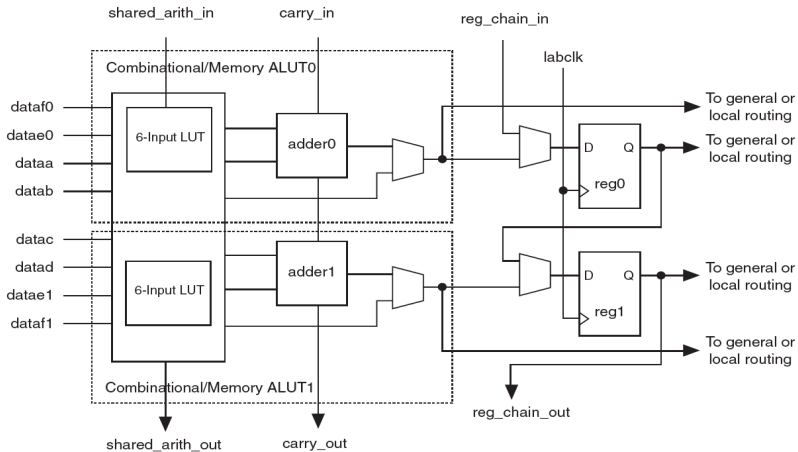 shared_arith_in
carry_in
reg_chain_in
labclk
Combinational/Memory ALUT0
dataf0
datae0
dataa
datab
6-Input LUT
adder0
D
Q
reg0
To general or
local routing
To general or
local routing
datac
datad
datae1
dataf1
6-Input LUT
adder1
D
Q
reg1
To general or
local routing
To general or
local routing
Combinational/Memory ALUT1
reg_chain_out
shared_arith_out
carry_out